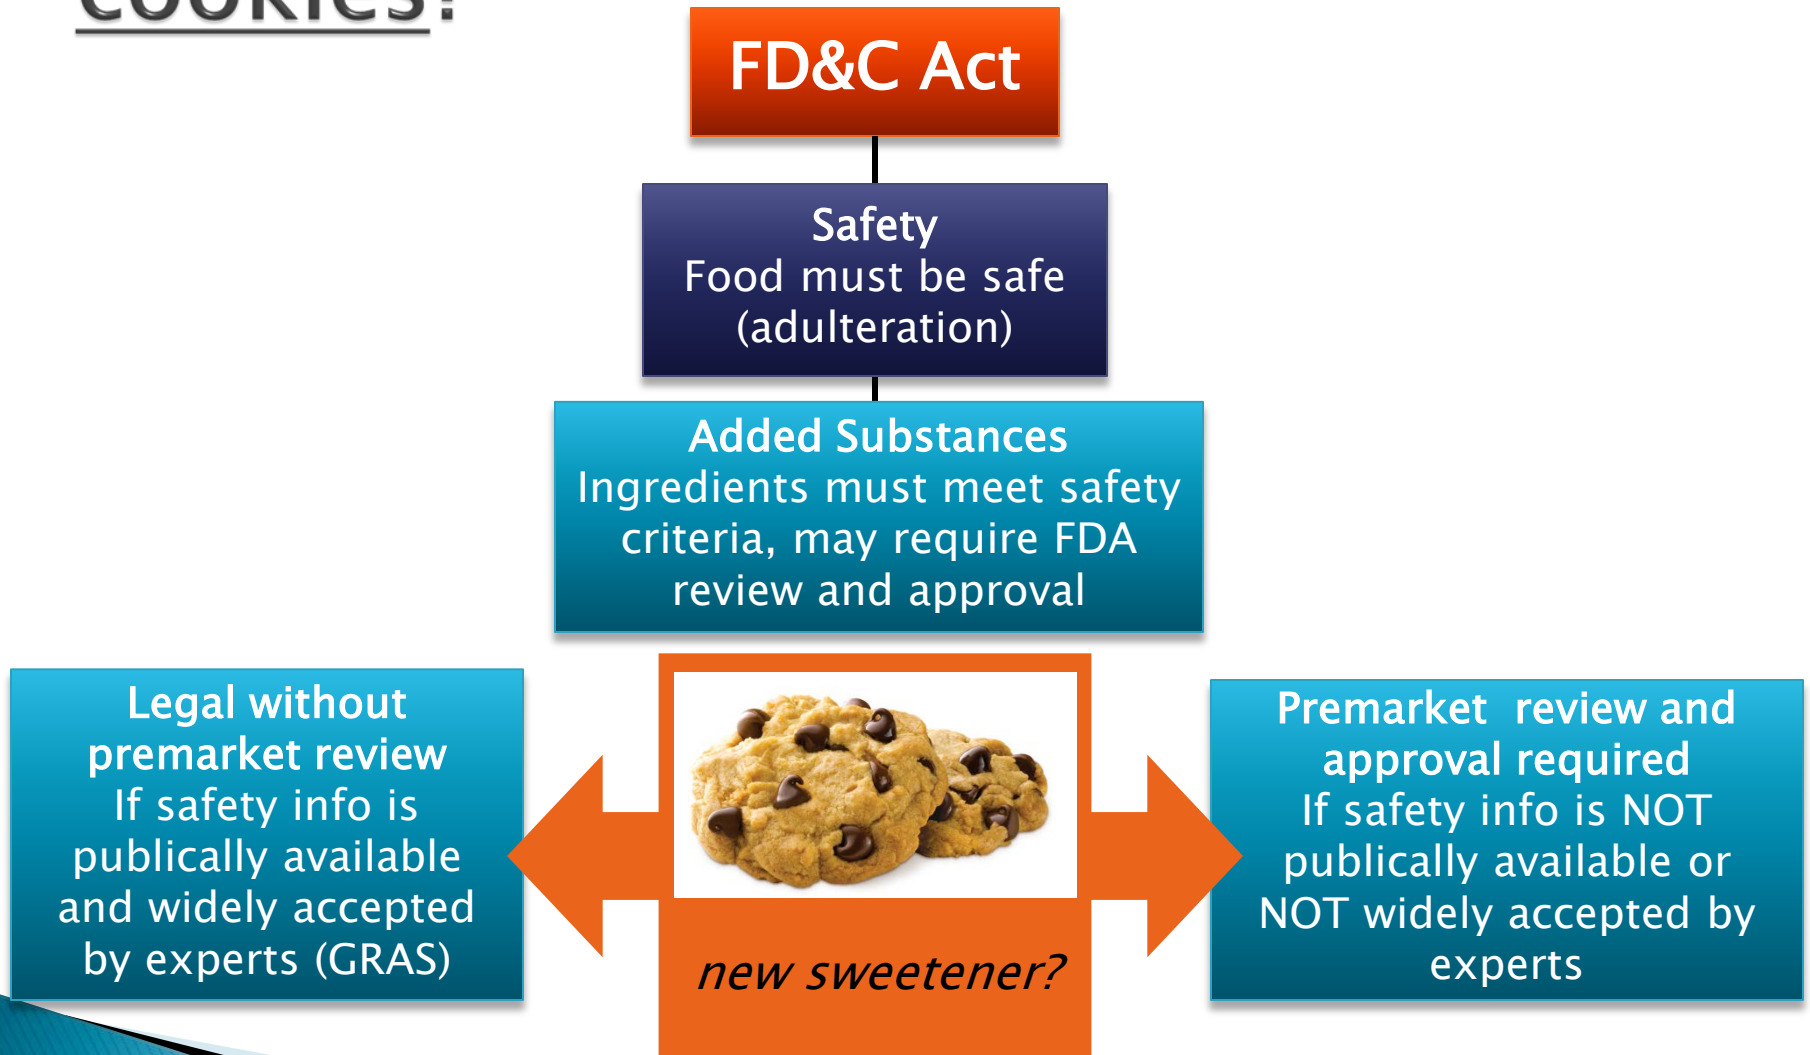 COOKIES?
FD&C Act
Safety
Food must be safe
(adulteration)
Added Substances
Ingredients must meet safety
criteria, may require FDA
review and approval
Legal without
premarket review
If safety info is
publically available
and widely accepted
by experts (GRAS)
new sweetener?
Premarket review and
approval required
If safety info is NOT
publically available or
NOT widely accepted by
experts